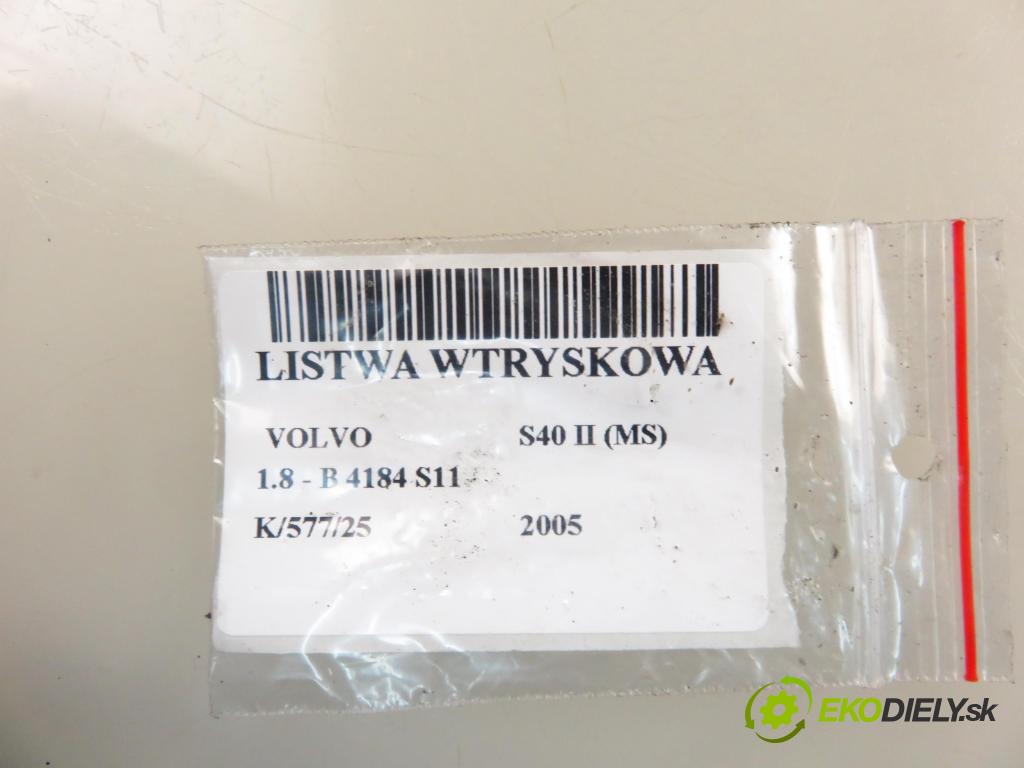 LISTWA WTRYSKOWA
VOLVO S40 II (MS)
1.8 - B 4184 S11
K/577/25 2005
EKODIELY.sk